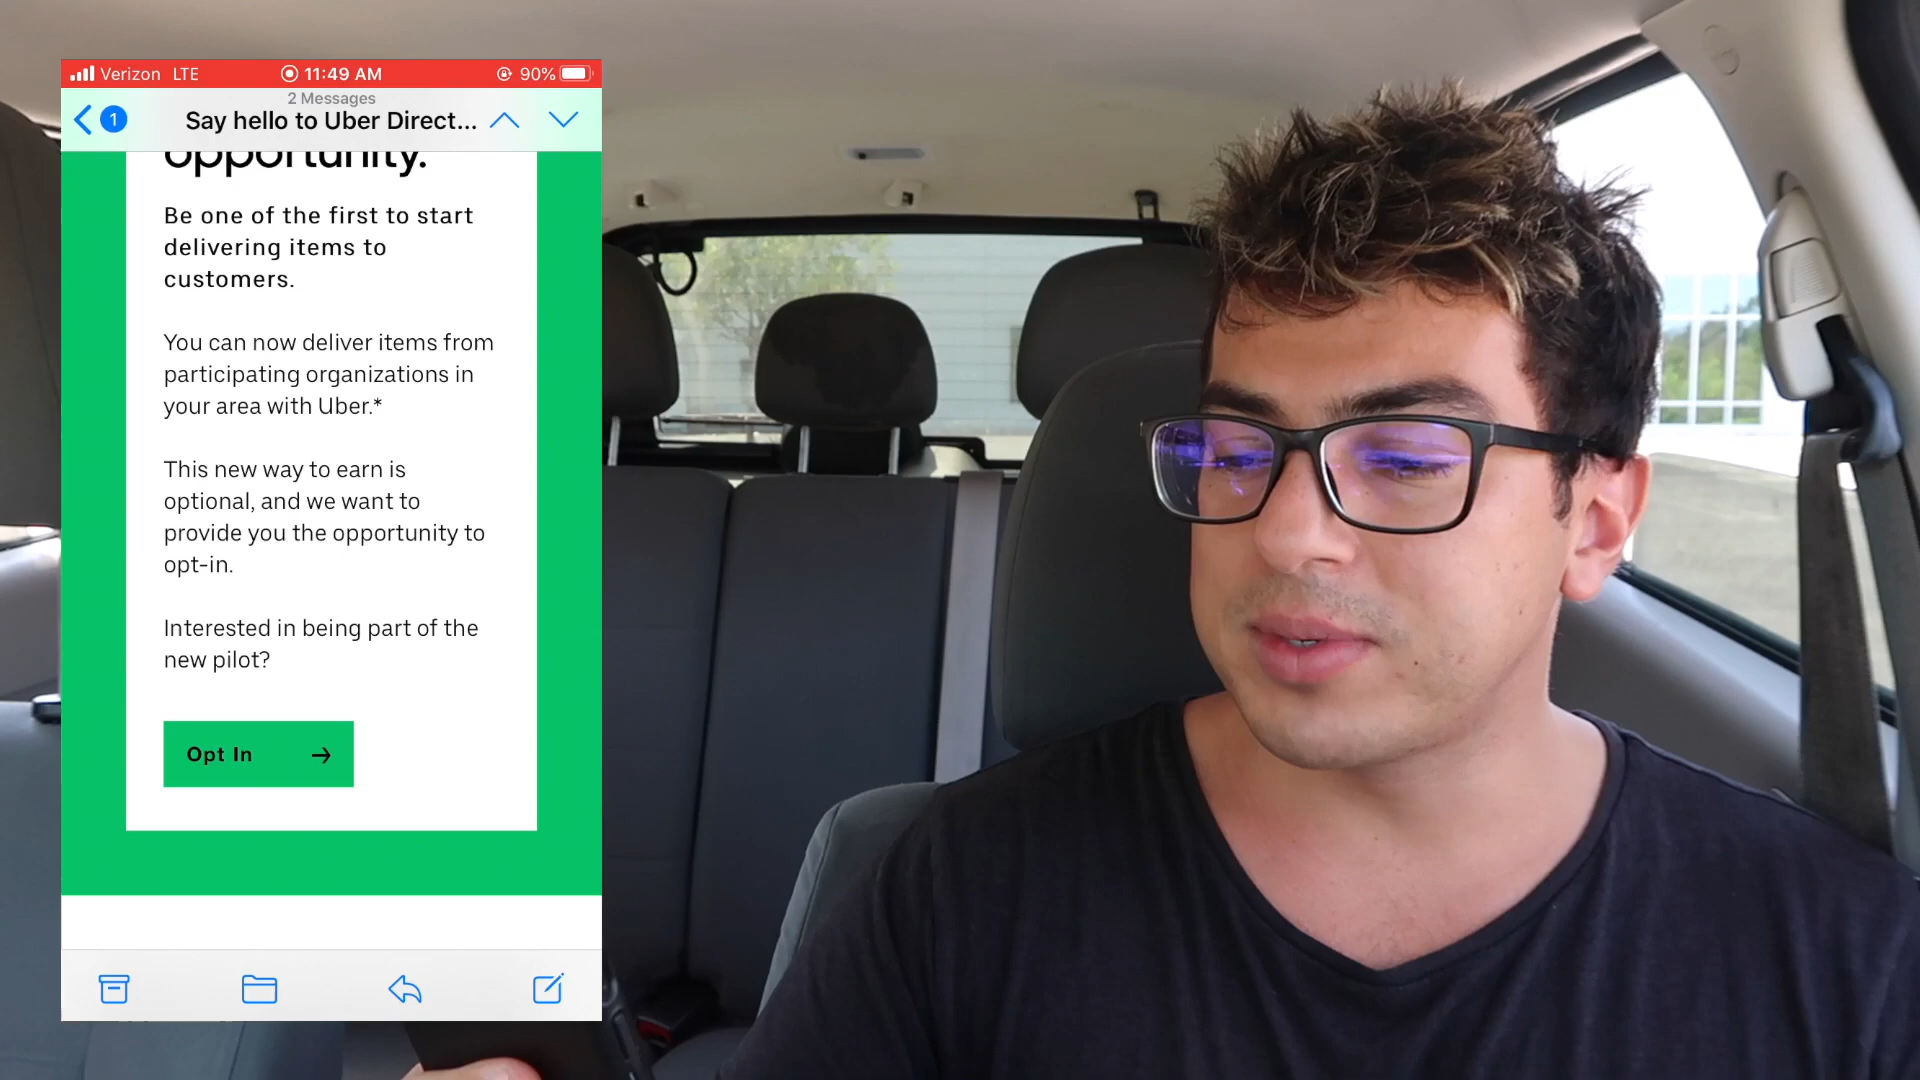 Verizon LTE 11:49 AM 90%
2 Messages
1 Say hello to Uber Direct...
opportunity.
Be one of the first to start
delivering items to
customers.
You can now deliver items from
participating organizations in
your area with Uber.*
This new way to earn is
optional, and we want to
provide you the opportunity to
opt-in.
Interested in being part of the
new pilot?
Opt In →